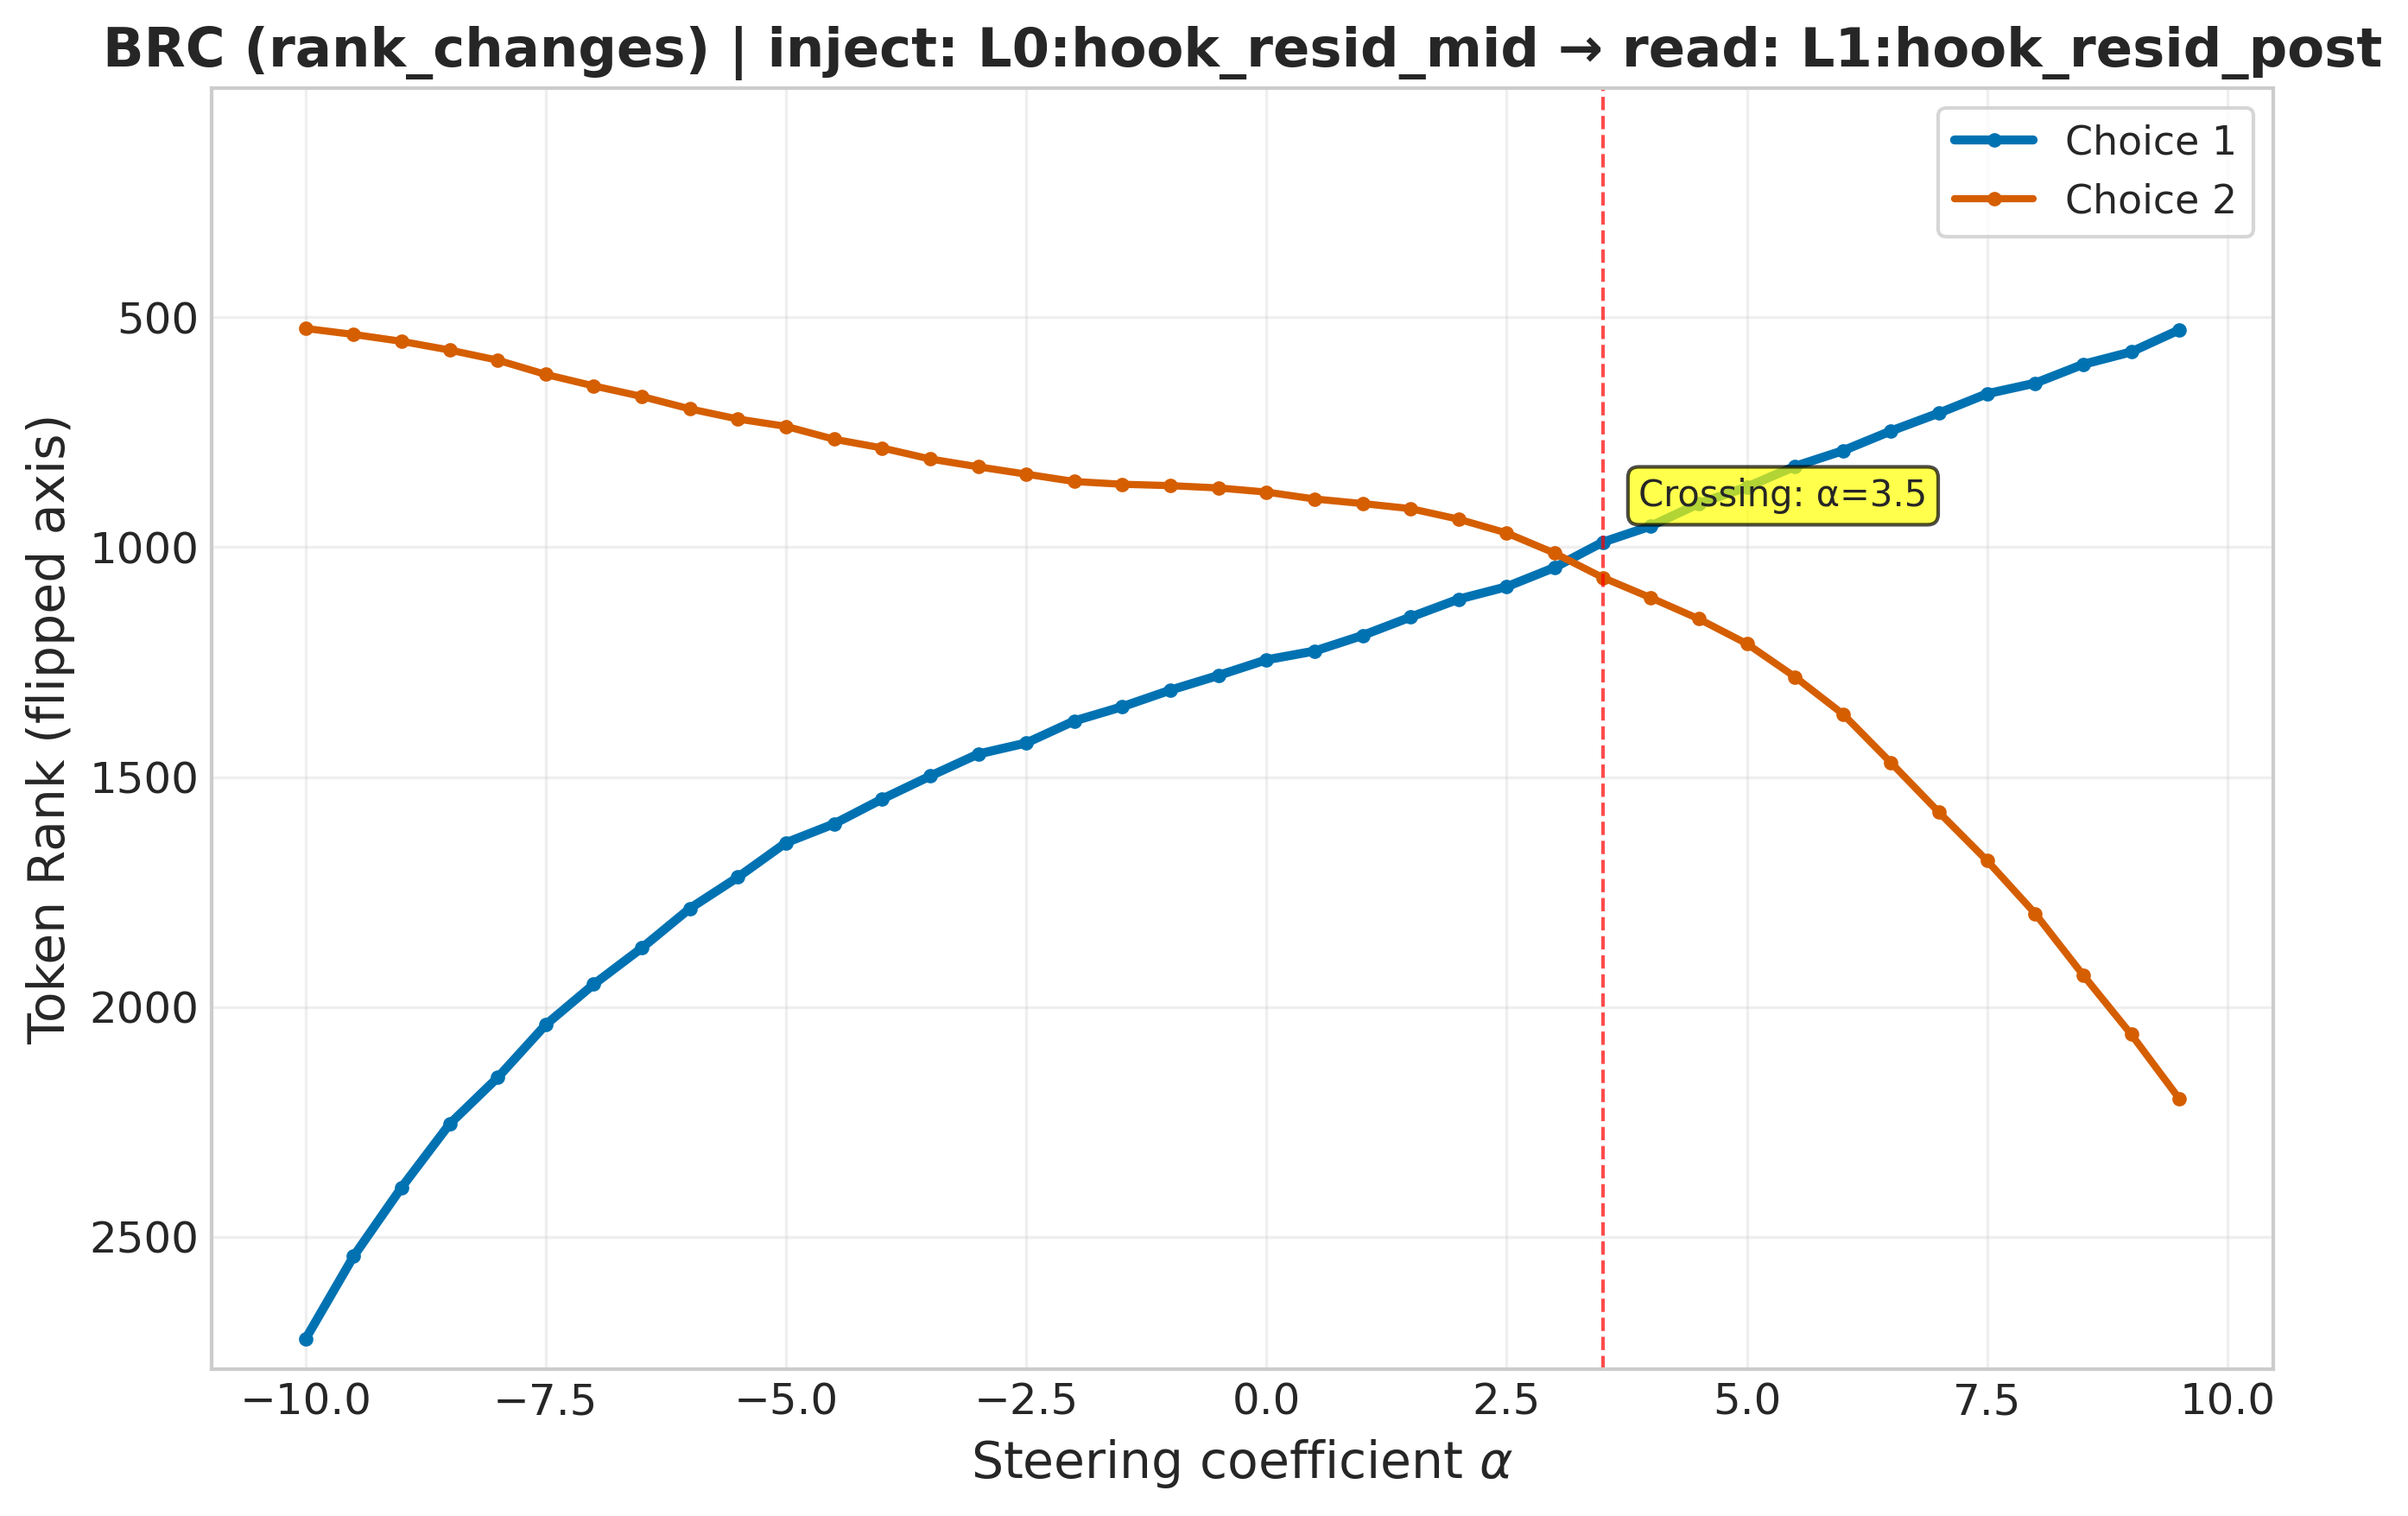 BRC (rank_changes) | inject: L0:hook_resid_mid → read: L1:hook_resid_post
Choice 1
Choice 2
Token Rank (flipped axis)
500
1000
1500
2000
2500
Crossing: α=3.5
−10.0 −7.5 −5.0 −2.5 0.0 2.5 5.0 7.5 10.0
Steering coefficient α